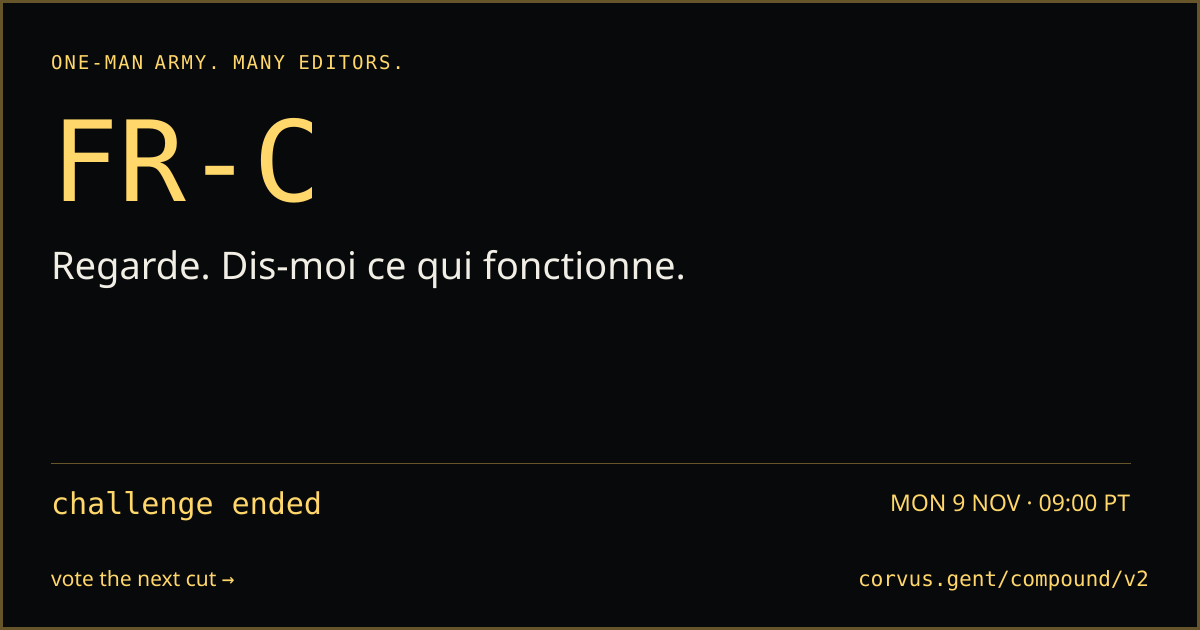 ONE-MAN ARMY. MANY EDITORS.
FR-C
Regarde. Dis-moi ce qui fonctionne.
challenge ended
MON 9 NOV · 09:00 PT
vote the next cut →
corvus.gent/compound/v2